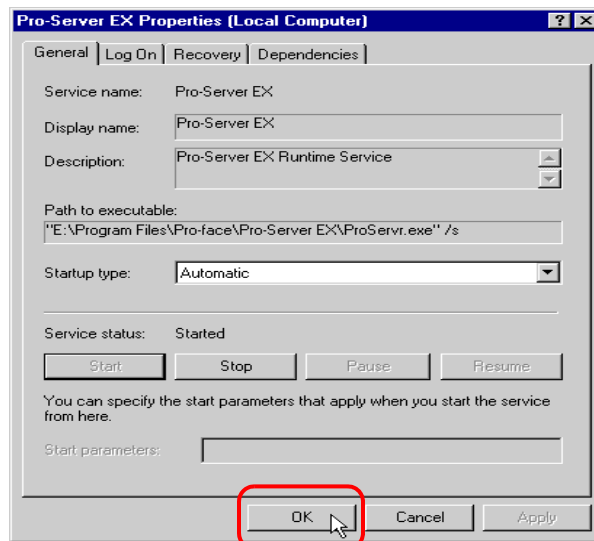 Pro-Server EX Properties (Local Computer)
General Log On Recovery Dependencies
Service name: Pro-Server EX
Display name: Pro-Server EX
Description: Pro-Server EX Runtime Service
Path to executable:
"E:\Program Files\Pro-face\Pro-Server EX\ProServr.exe" /s
Startup type: Automatic
Service status: Started
Start Stop Pause Resume
You can specify the start parameters that apply when you start the service
from here.
Start parameters:
OK Cancel Apply